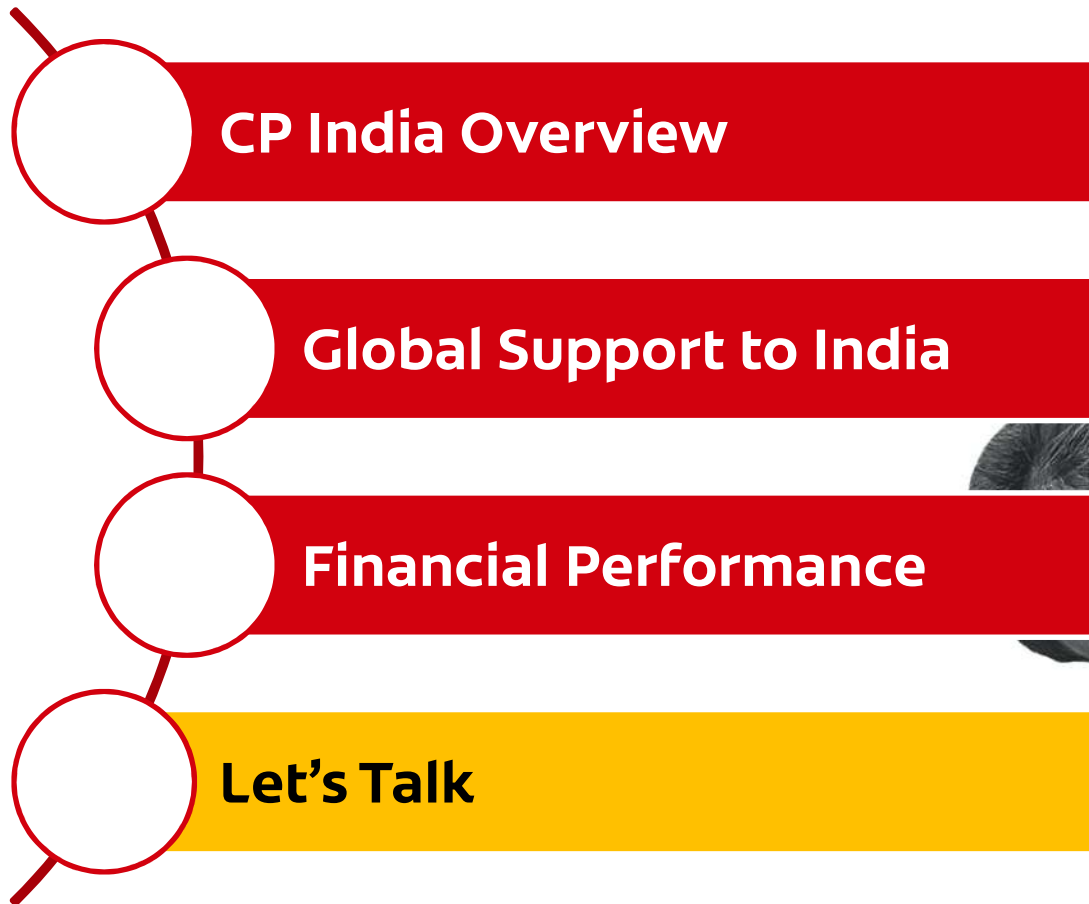 CP India Overview
Global Support to India
Financial Performance
Let’s Talk